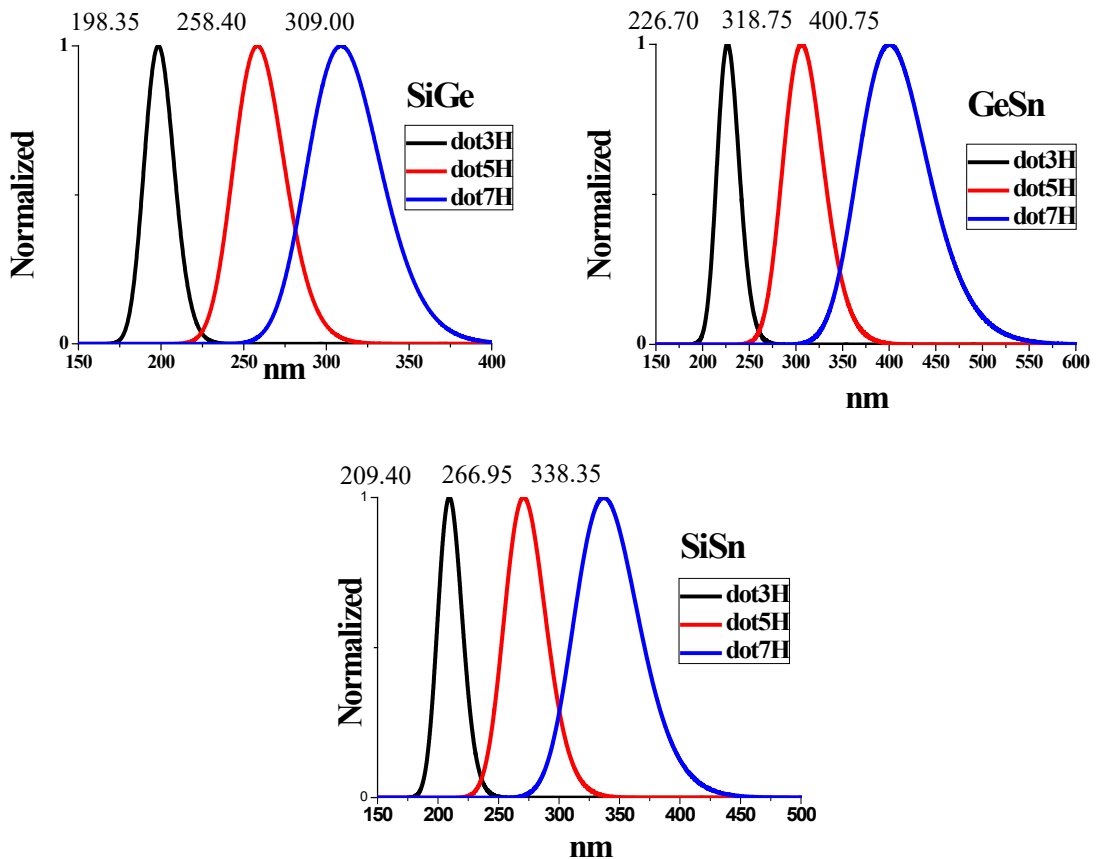 198.35 258.40 309.00
1
SiGe
dot3H
dot5H
dot7H
Normalized
0
150 200 250 300 350 400
nm
226.70 318.75 400.75
1
GeSn
dot3H
dot5H
dot7H
Normalized
0
150 200 250 300 350 400 450 500 550 600
nm
209.40 266.95 338.35
1
SiSn
dot3H
dot5H
dot7H
Normalized
0
150 200 250 300 350 400 450 500
nm